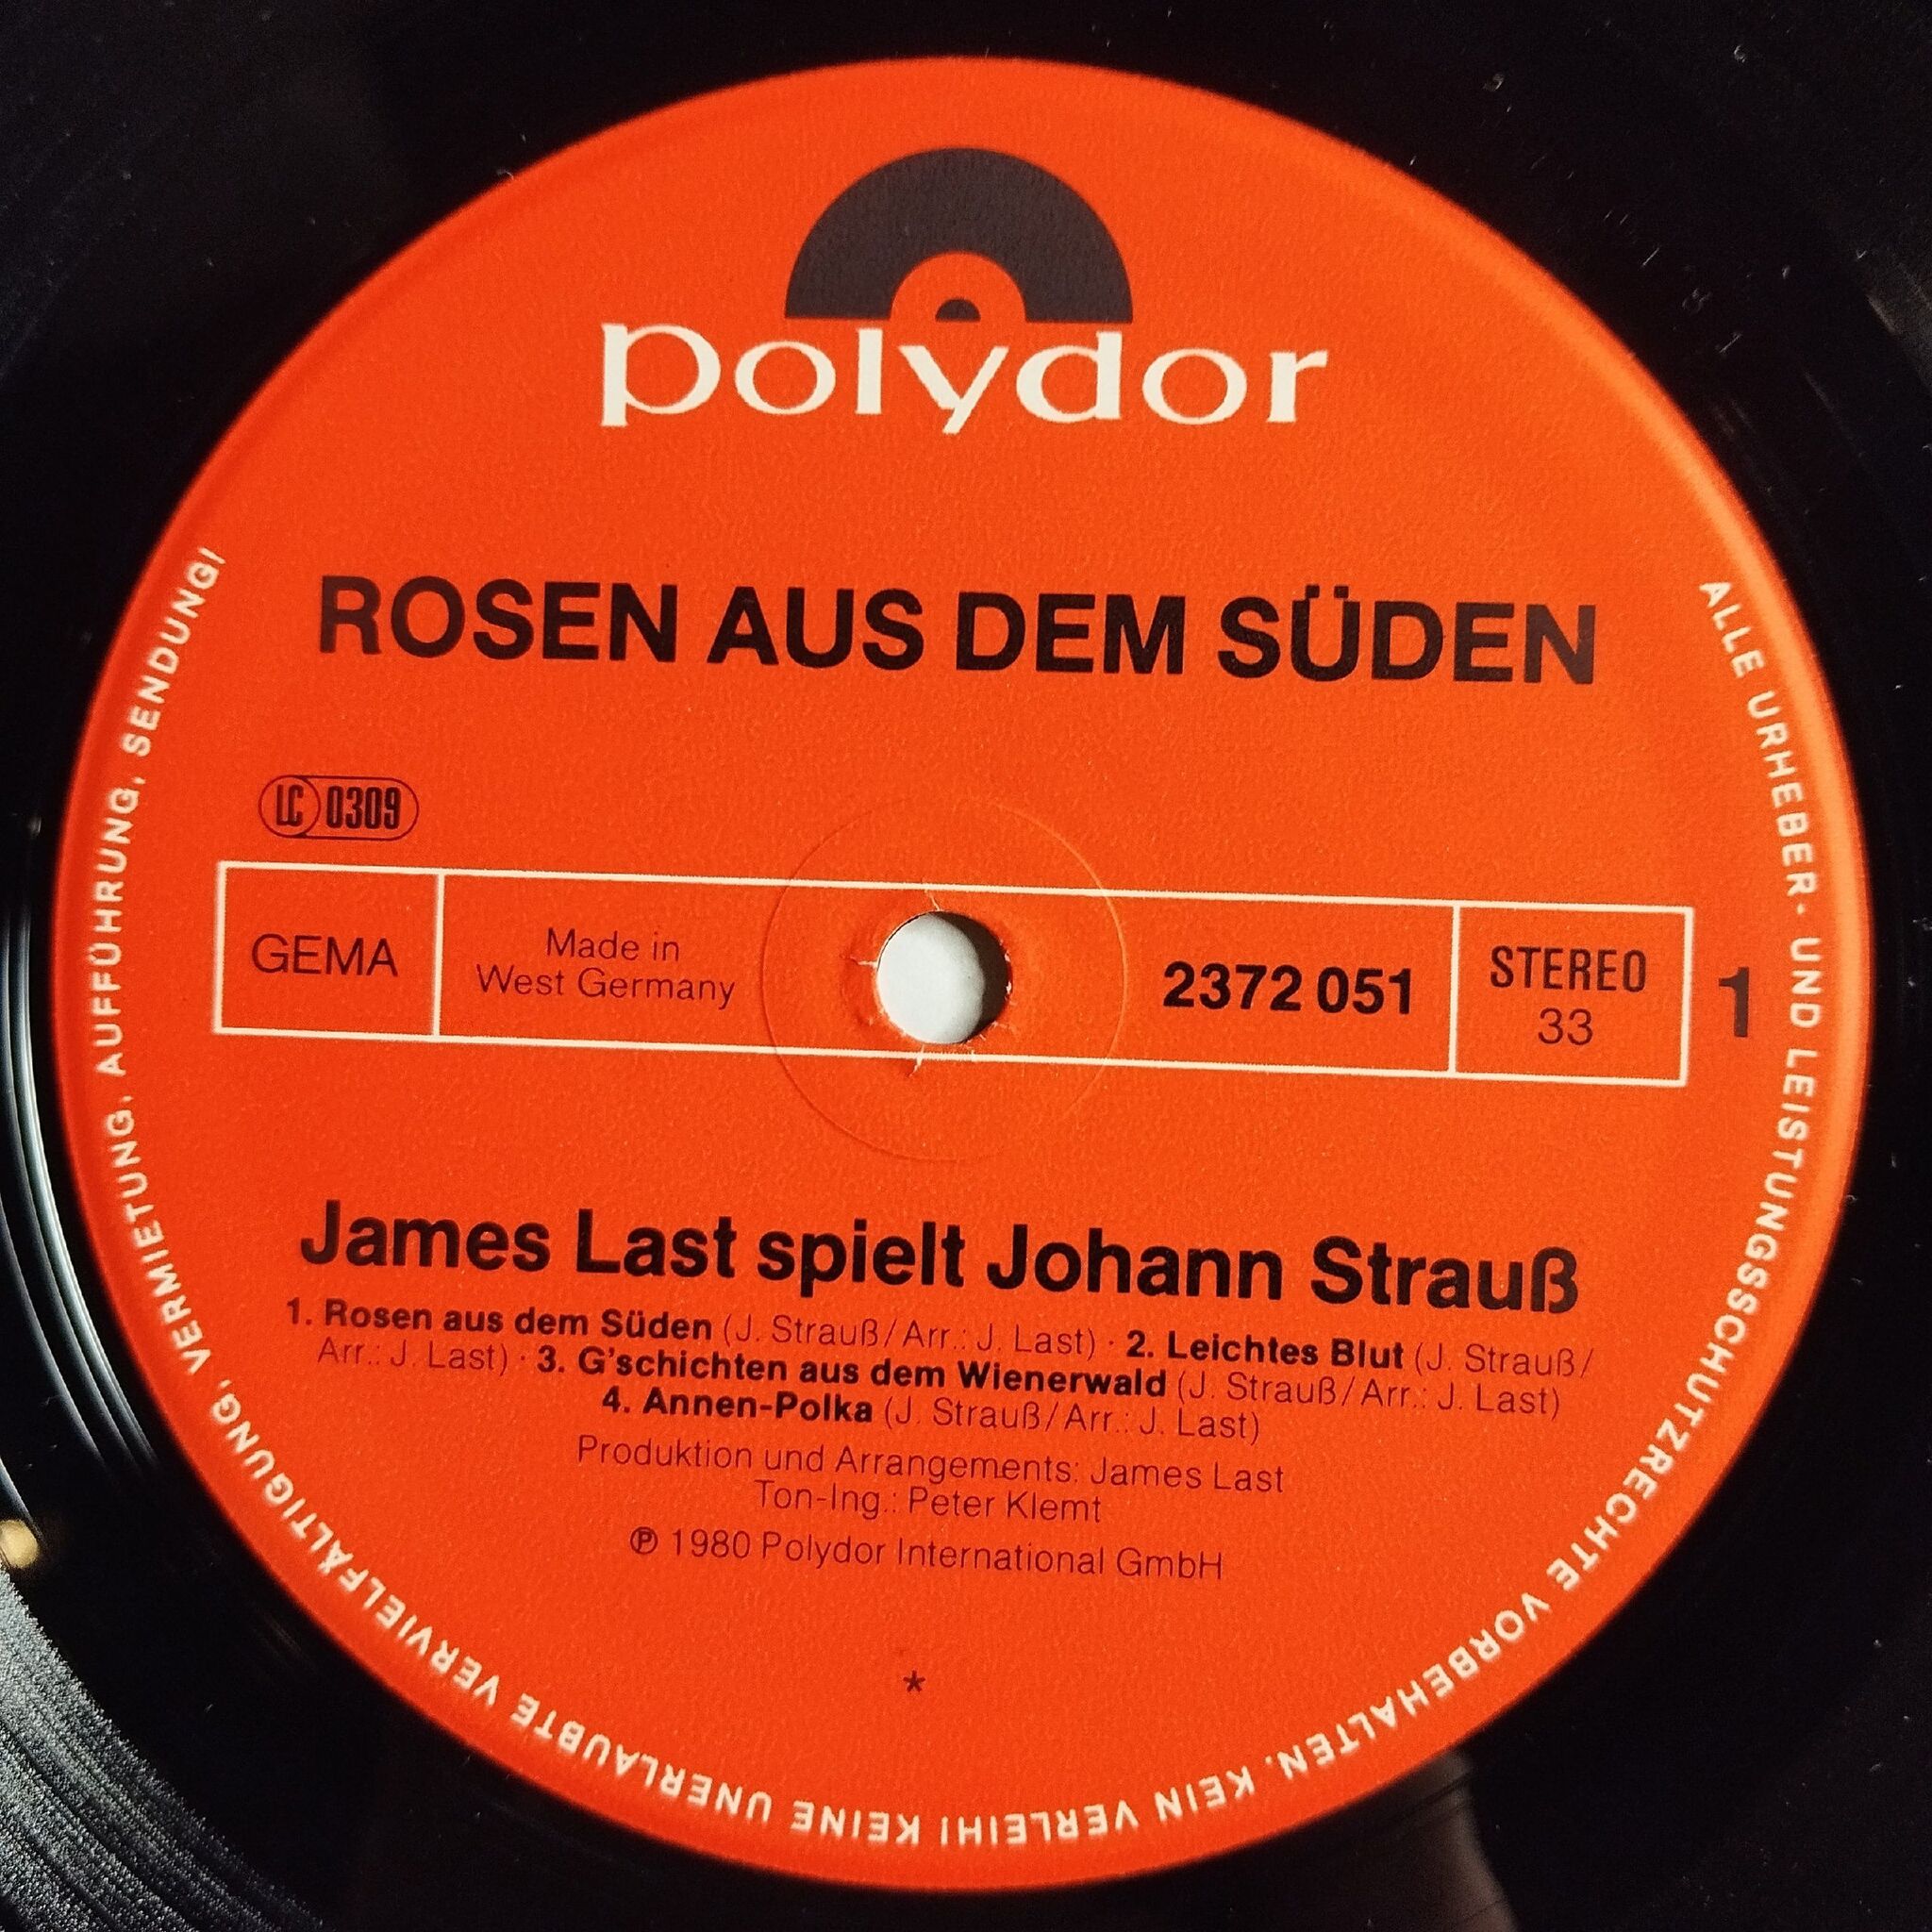 polydor
ROSEN AUS DEM SÜDEN
LC 0309
GEMA
Made in
West Germany
2372 051
STEREO
33
1
James Last spielt Johann Strauß
1. Rosen aus dem Süden (J. Strauß/Arr.: J. Last) · 2. Leichtes Blut (J. Strauß/
Arr.: J. Last) · 3. G'schichten aus dem Wienerwald (J. Strauß/Arr.: J. Last)
4. Annen-Polka (J. Strauß/Arr.: J. Last)
Produktion und Arrangements: James Last
Ton-Ing.: Peter Klemt
℗ 1980 Polydor International GmbH
*
ALLE URHEBER- UND LEISTUNGSSCHUTZRECHTE VORBEHALTEN. KEIN VERLEIH! KEINE UNERLAUBTE VERVIELFÄLTIGUNG, VERMIETUNG, AUFFÜHRUNG, SENDUNG!